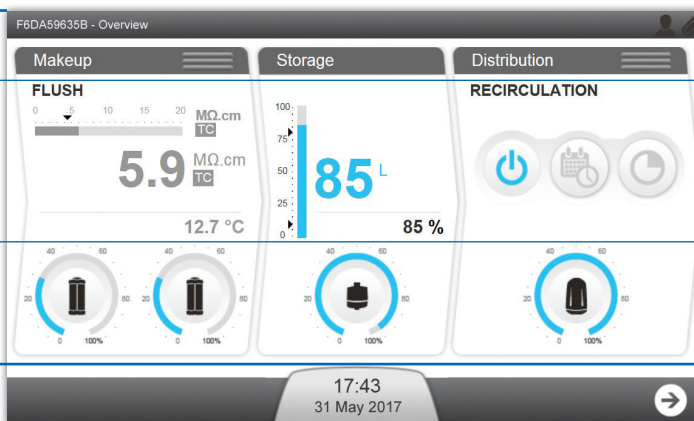 F6DA59635B - Overview
Makeup
FLUSH
0 5 10 15 20
MΩ.cm
TC
5.9 MΩ.cm
TC
12.7 °C
20 40 60 80
0 100%
20 40 60 80
0 100%
Storage
100
75
50
25
0
85 L
85 %
20 40 60 80
0 100%
Distribution
RECIRCULATION
20 40 60 80
0 100%
17:43
31 May 2017